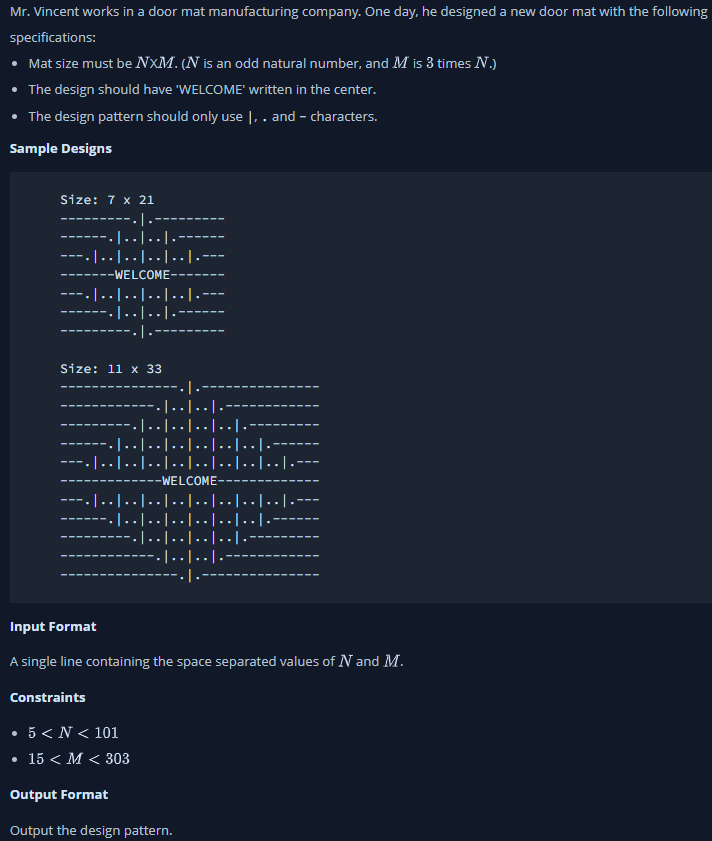 Mr. Vincent works in a door mat manufacturing company. One day, he designed a new door mat with the following
specifications:
• Mat size must be NXM. (N is an odd natural number, and M is 3 times N.)
• The design should have 'WELCOME' written in the center.
• The design pattern should only use |, . and - characters.
Sample Designs
Size: 7 x 21
---------.|.---------
------.|..|..|.------
---.|..|..|..|..|.---
-------WELCOME-------
---.|..|..|..|..|.---
------.|..|..|.------
---------.|.---------
Size: 11 x 33
---------------.|.---------------
------------.|..|..|.------------
---------.|..|..|..|..|.---------
------.|..|..|..|..|..|..|.------
---.|..|..|..|..|..|..|..|..|.---
-------------WELCOME-------------
---.|..|..|..|..|..|..|..|..|.---
------.|..|..|..|..|..|..|.------
---------.|..|..|..|..|.---------
------------.|..|..|.------------
---------------.|.---------------
Input Format
A single line containing the space separated values of N and M.
Constraints
• 5 < N < 101
• 15 < M < 303
Output Format
Output the design pattern.